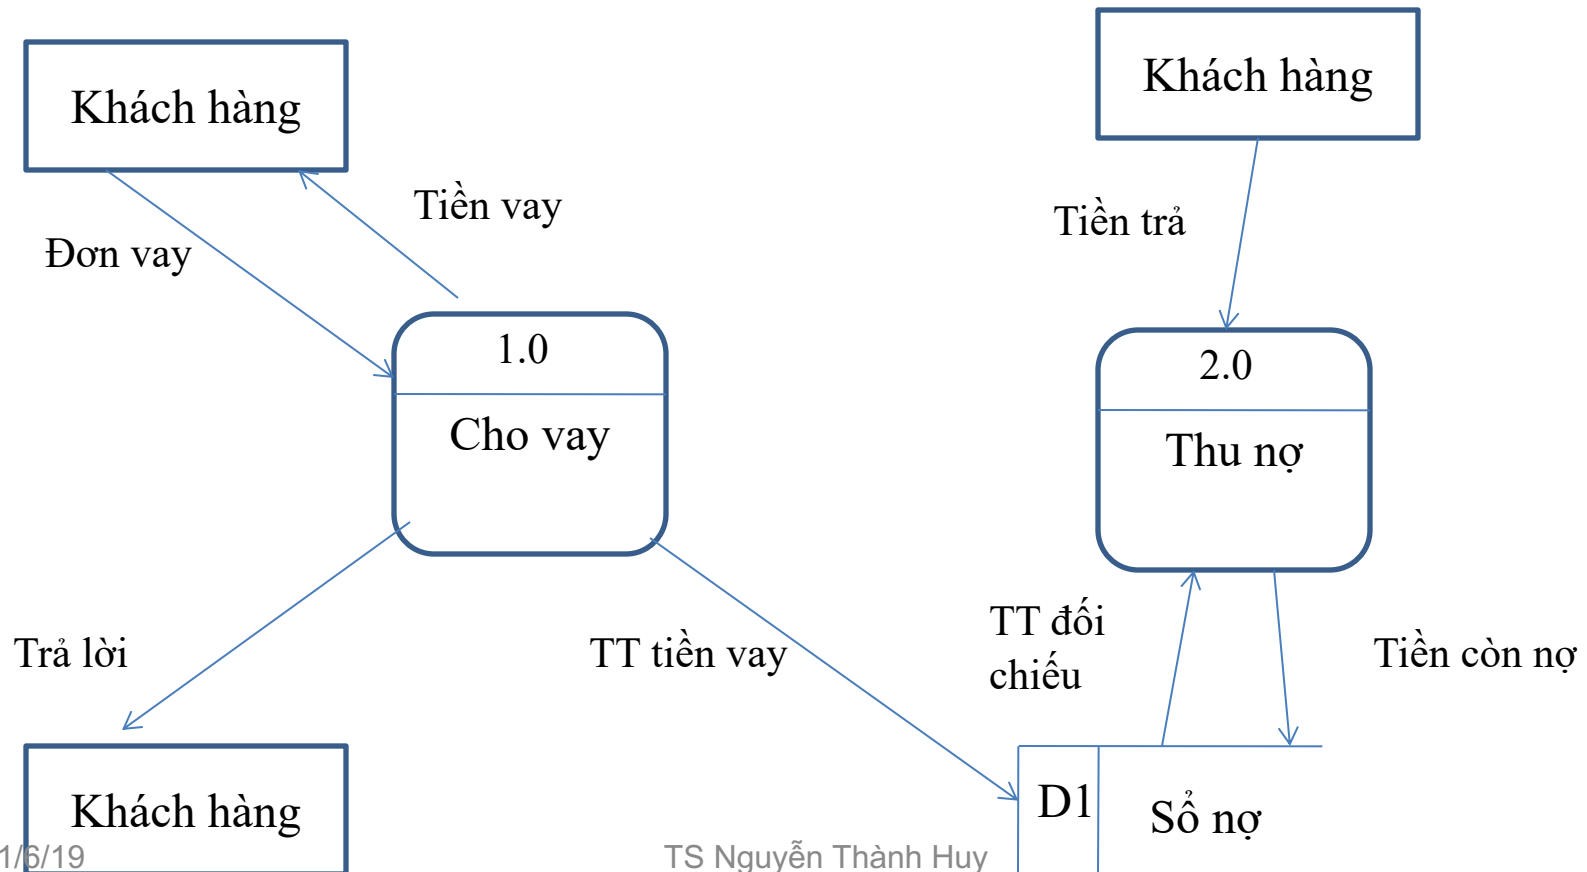 Khách hàng
Khách hàng
Tiền vay
Tiền trả
Đơn vay
1.0
Cho vay
2.0
Thu nợ
Trả lời
TT tiền vay
TT đối
chiếu
Tiền còn nợ
Khách hàng
D1
Sổ nợ
1/6/19
TS Nguyễn Thành Huy